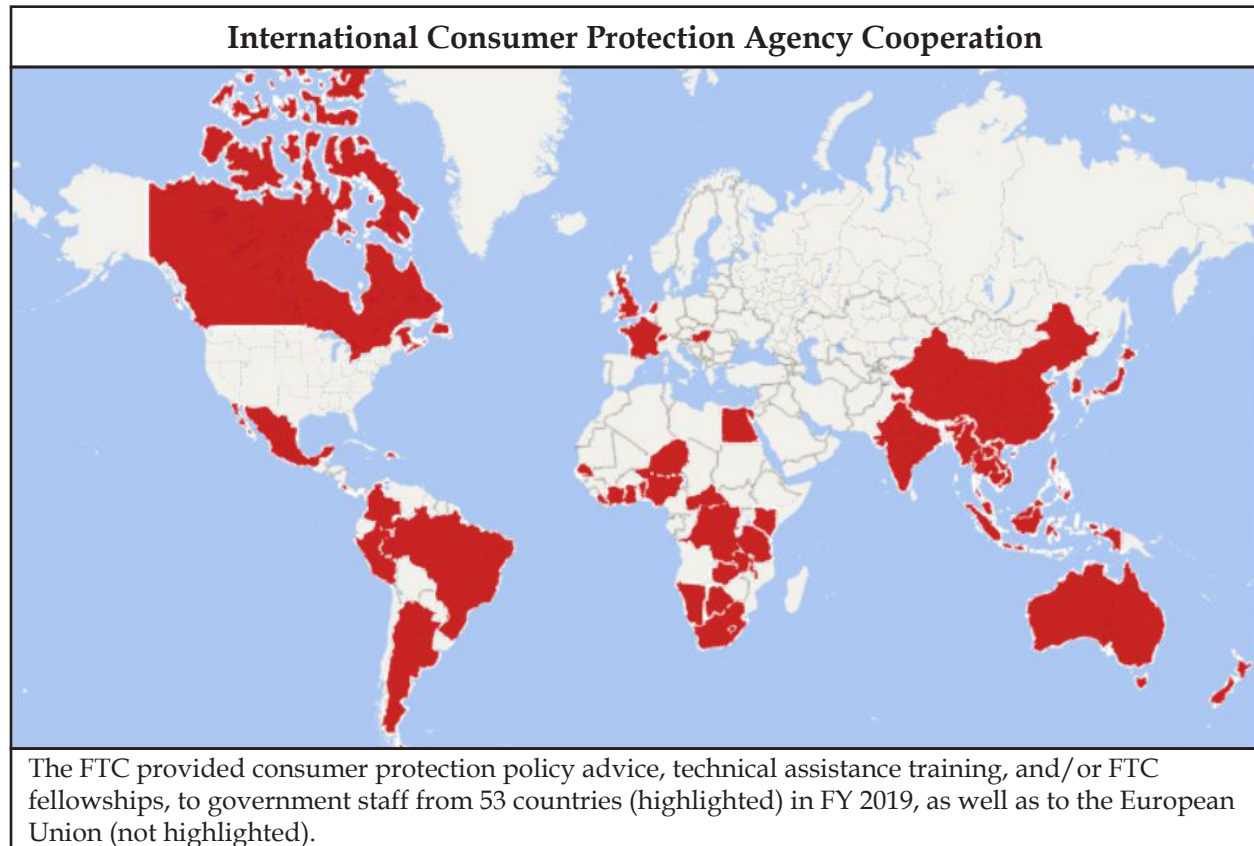 International Consumer Protection Agency Cooperation
The FTC provided consumer protection policy advice, technical assistance training, and/or FTC
fellowships, to government staff from 53 countries (highlighted) in FY 2019, as well as to the European
Union (not highlighted).